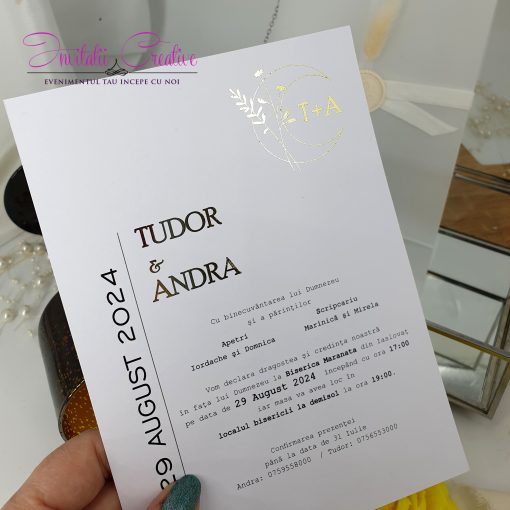 Invitatii Creative
EVENIMENTUL TAU INCEPE CU NOI
T+A
TUDOR
&
ANDRA
29 AUGUST 2024
Cu binecuvântarea lui Dumnezeu
și a părinților
Apetri
Iordache și Domnica
Scripcariu
Marinică și Mirela
Vom declara dragostea și credința noastră
în fața lui Dumnezeu la Biserica Maranata din Iaslovat
pe data de 29 August 2024 începând cu ora 17:00
iar masa va avea loc în
localul bisericii la demisol la ora 19:00.
Confirmarea prezenței
până la data de 31 Iulie
Andra: 0759558000 / Tudor: 0756553000